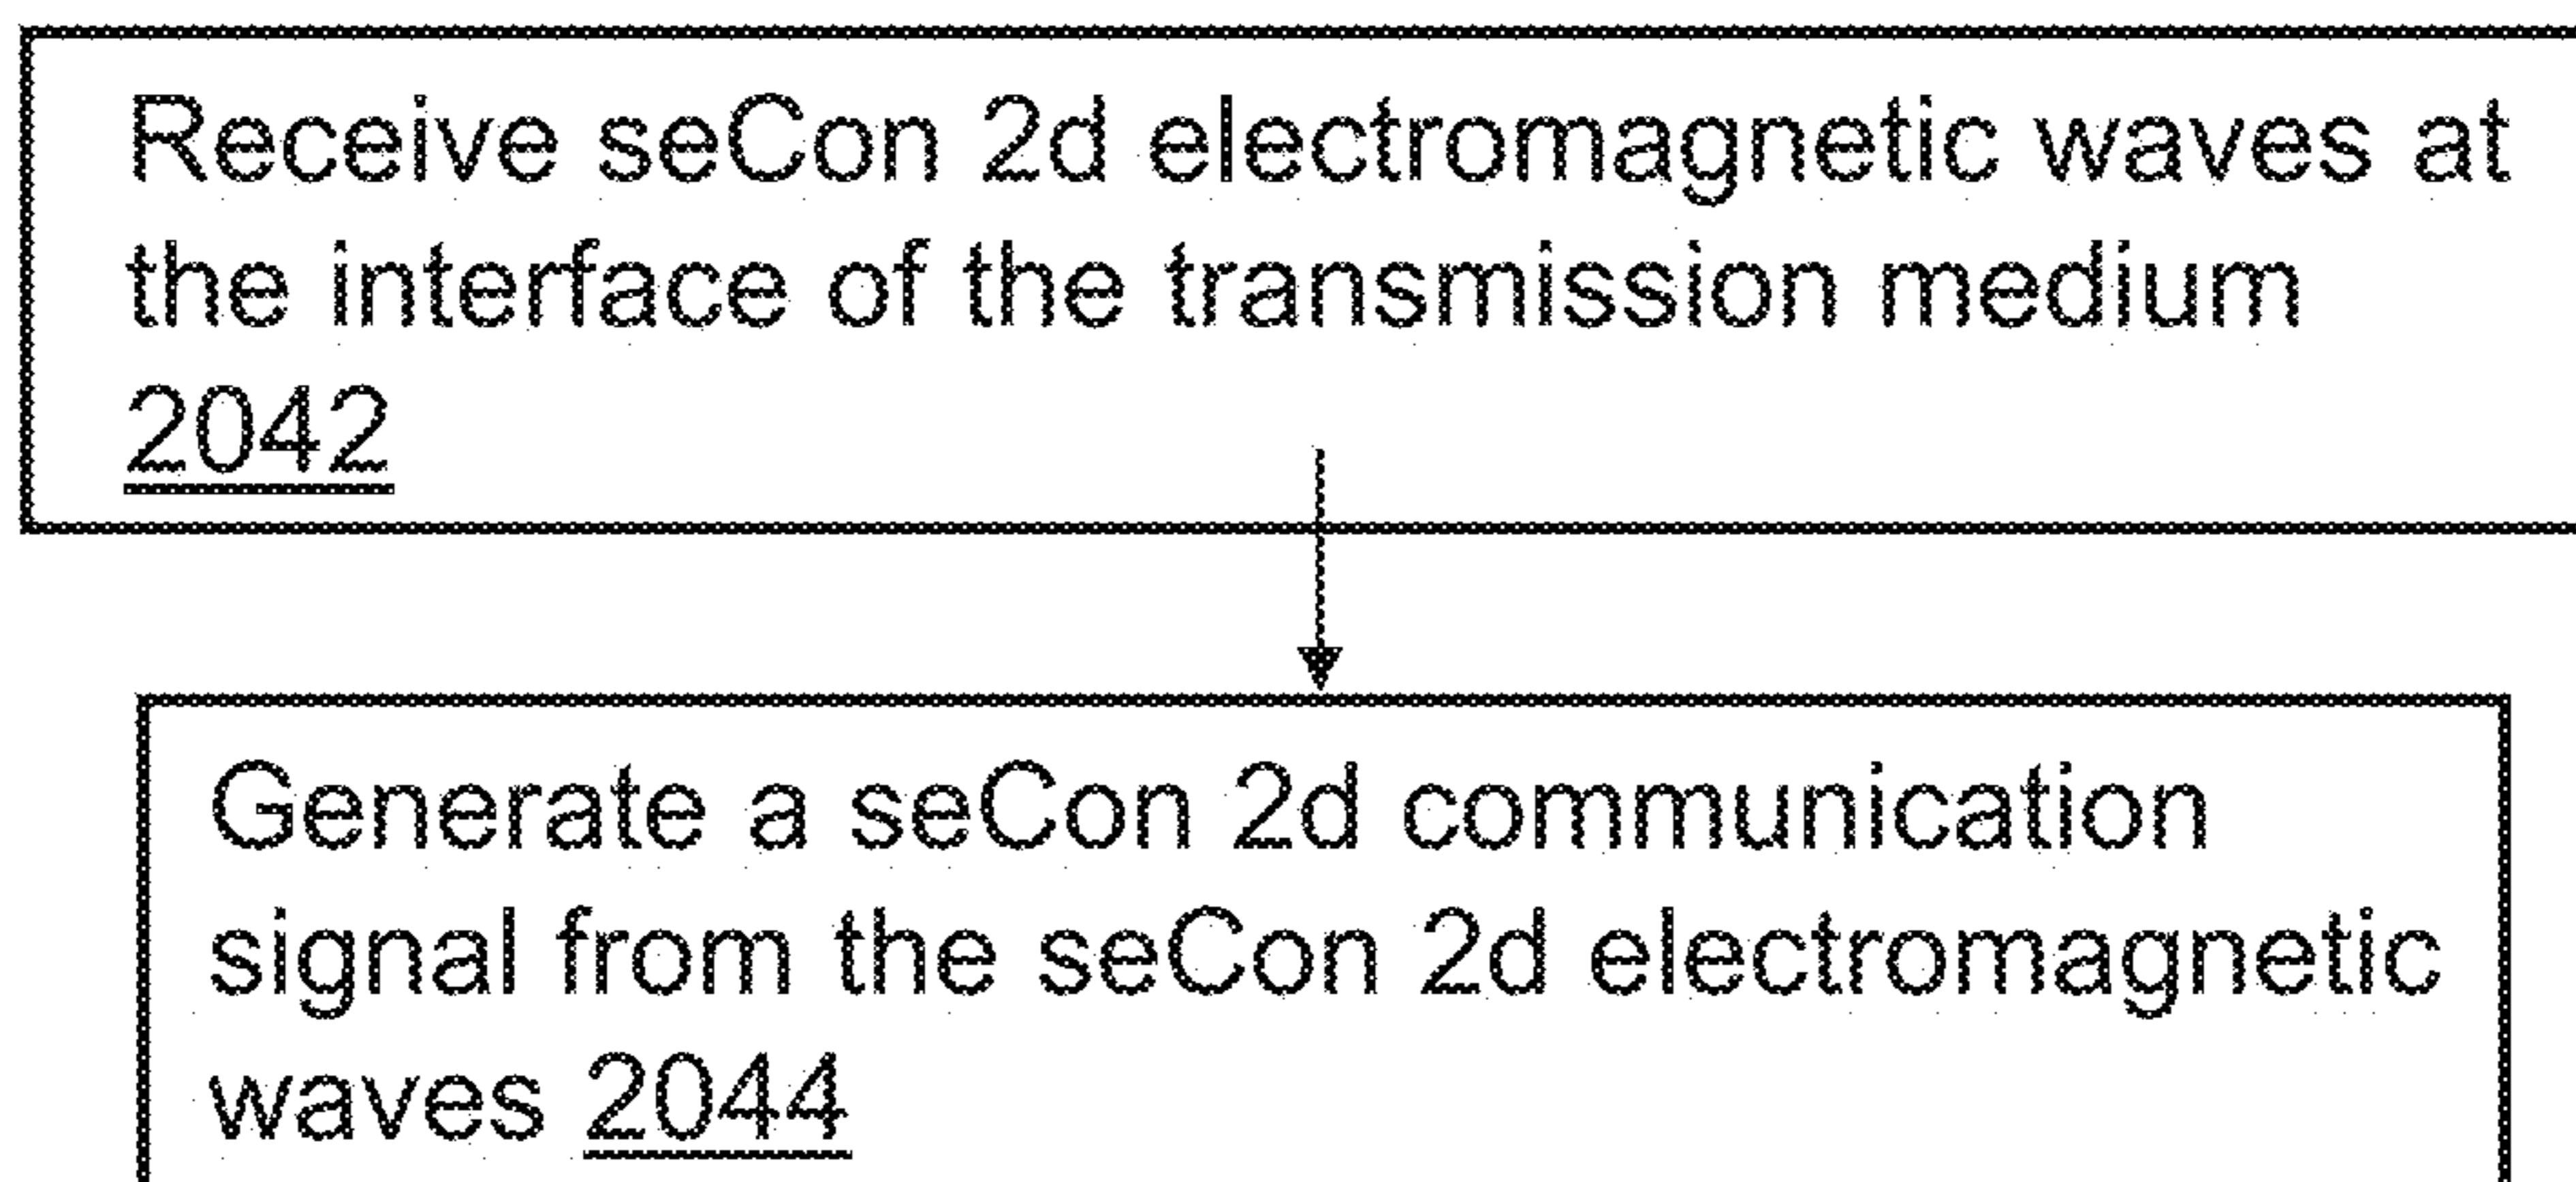 Receive seCon 2d electromagnetic waves at
the interface of the transmission medium
2042
Generate a seCon 2d communication
signal from the seCon 2d electromagnetic
waves 2044